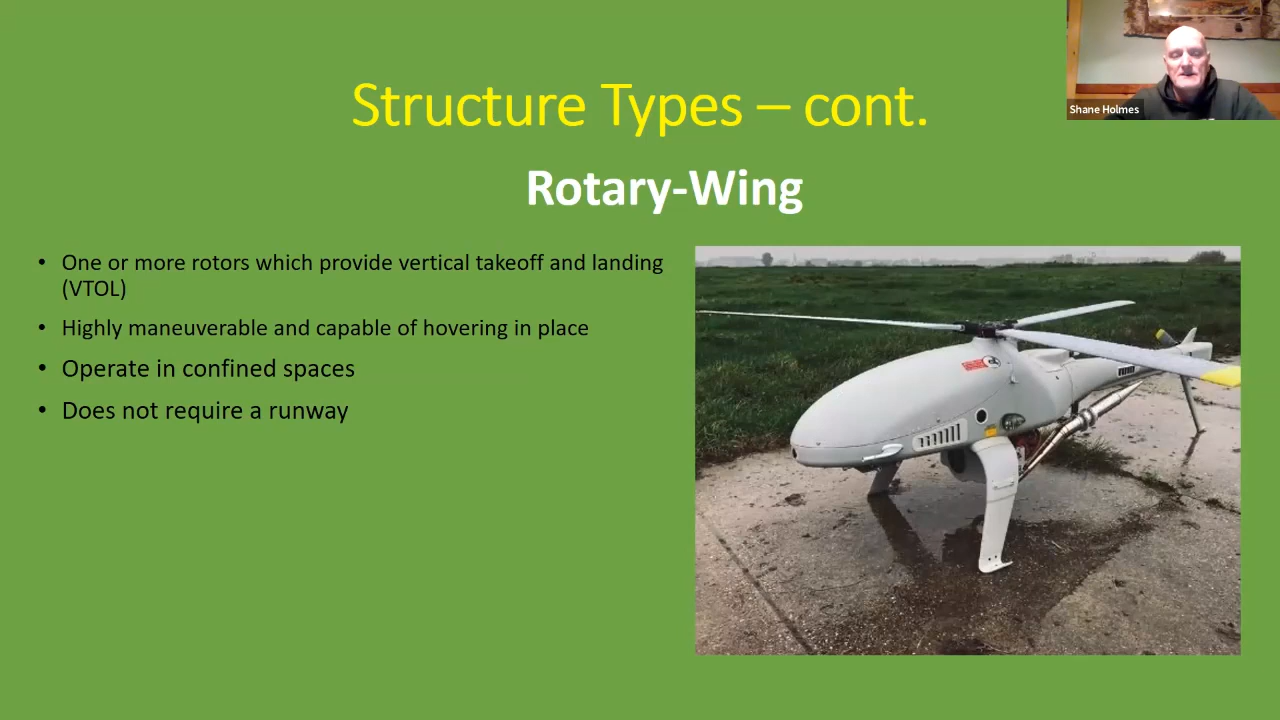 Structure Types – cont.
Shane Holmes
Rotary-Wing
• One or more rotors which provide vertical takeoff and landing
(VTOL)
• Highly maneuverable and capable of hovering in place
• Operate in confined spaces
• Does not require a runway